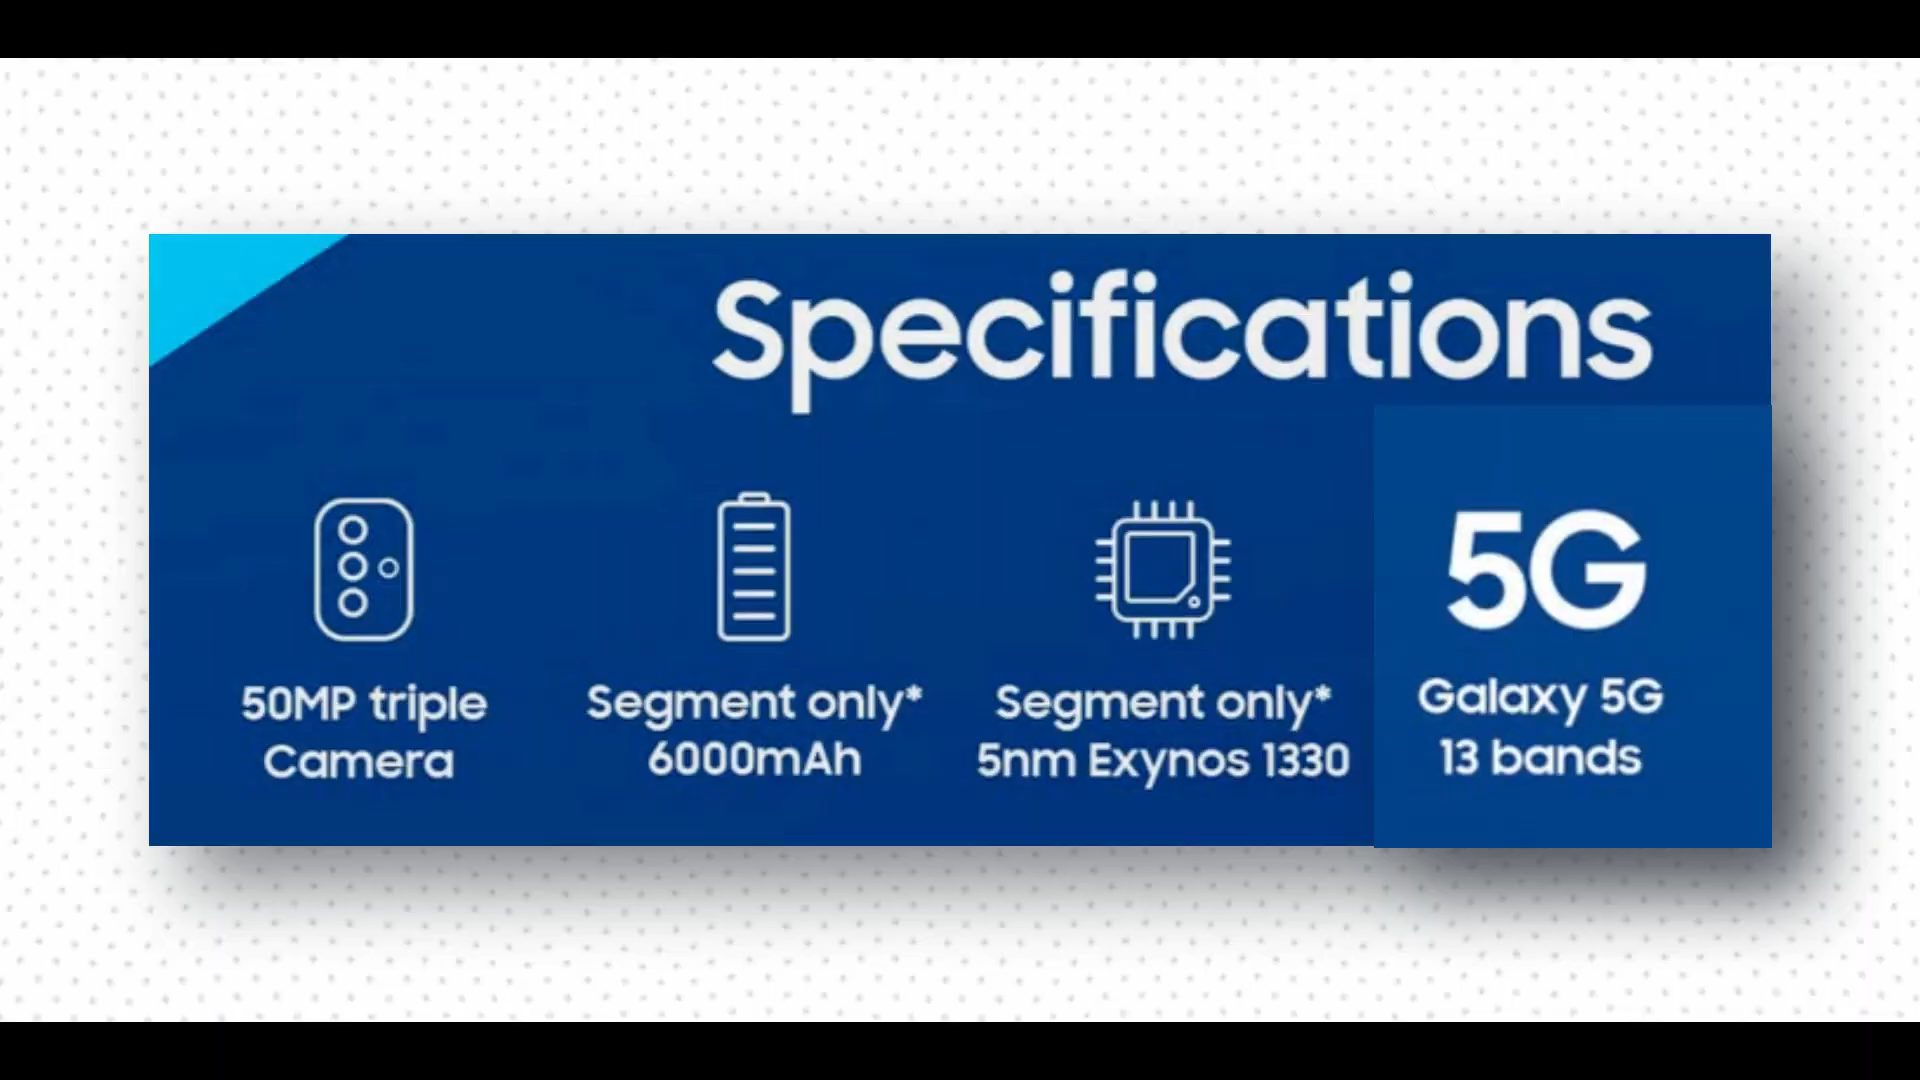 Specifications
50MP triple
Camera
Segment only*
6000mAh
Segment only*
5nm Exynos 1330
5G
Galaxy 5G
13 bands